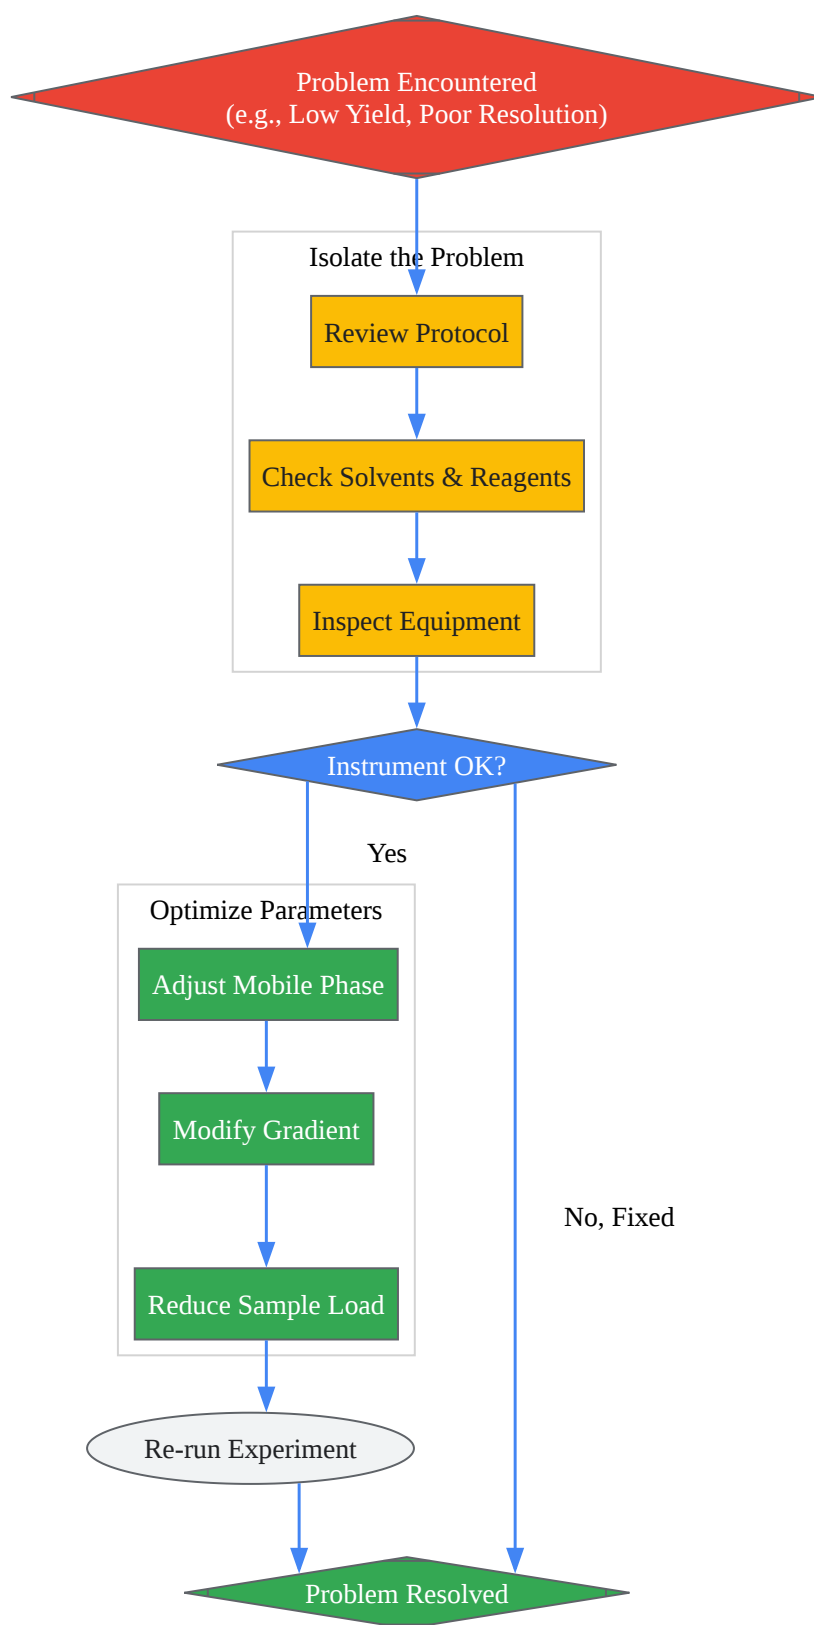 Problem Encountered
(e.g., Low Yield, Poor Resolution)
Isolate the Problem
Review Protocol
Check Solvents & Reagents
Inspect Equipment
Instrument OK?
Yes
Optimize Parameters
Adjust Mobile Phase
Modify Gradient
No, Fixed
Reduce Sample Load
Re-run Experiment
Problem Resolved